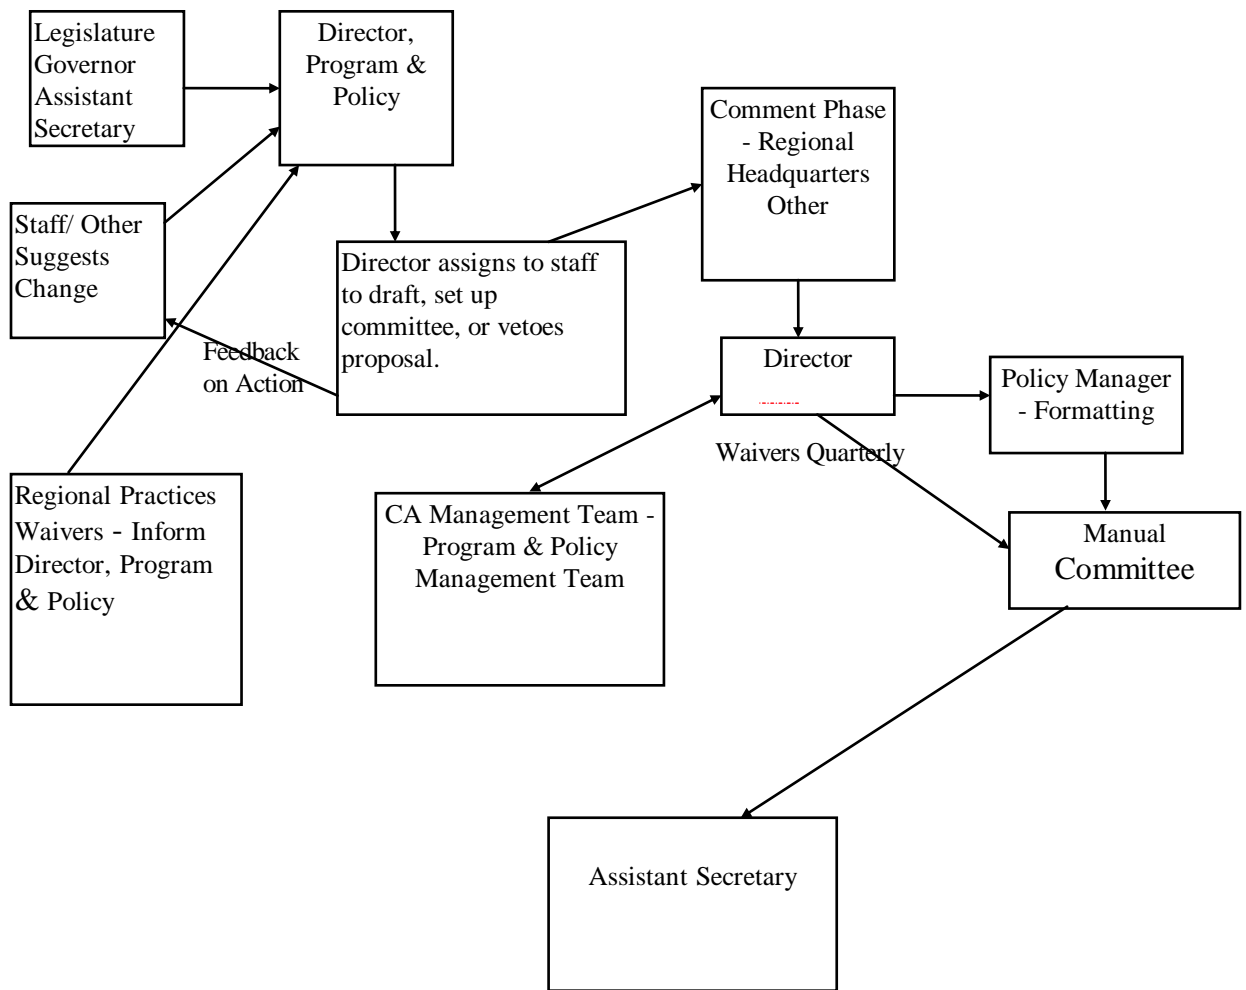 Legislature
Governor
Assistant
Secretary
Director,
Program &
Policy
Comment Phase
- Regional
Headquarters
Other
Staff/ Other
Suggests
Change
Director assigns to staff
to draft, set up
committee, or vetoes
proposal.
Feedback
on Action
Director
Policy Manager
- Formatting
Waivers Quarterly
Regional Practices
Waivers - Inform
Director, Program
& Policy
CA Management Team -
Program & Policy
Management Team
Manual
Committee
Assistant Secretary